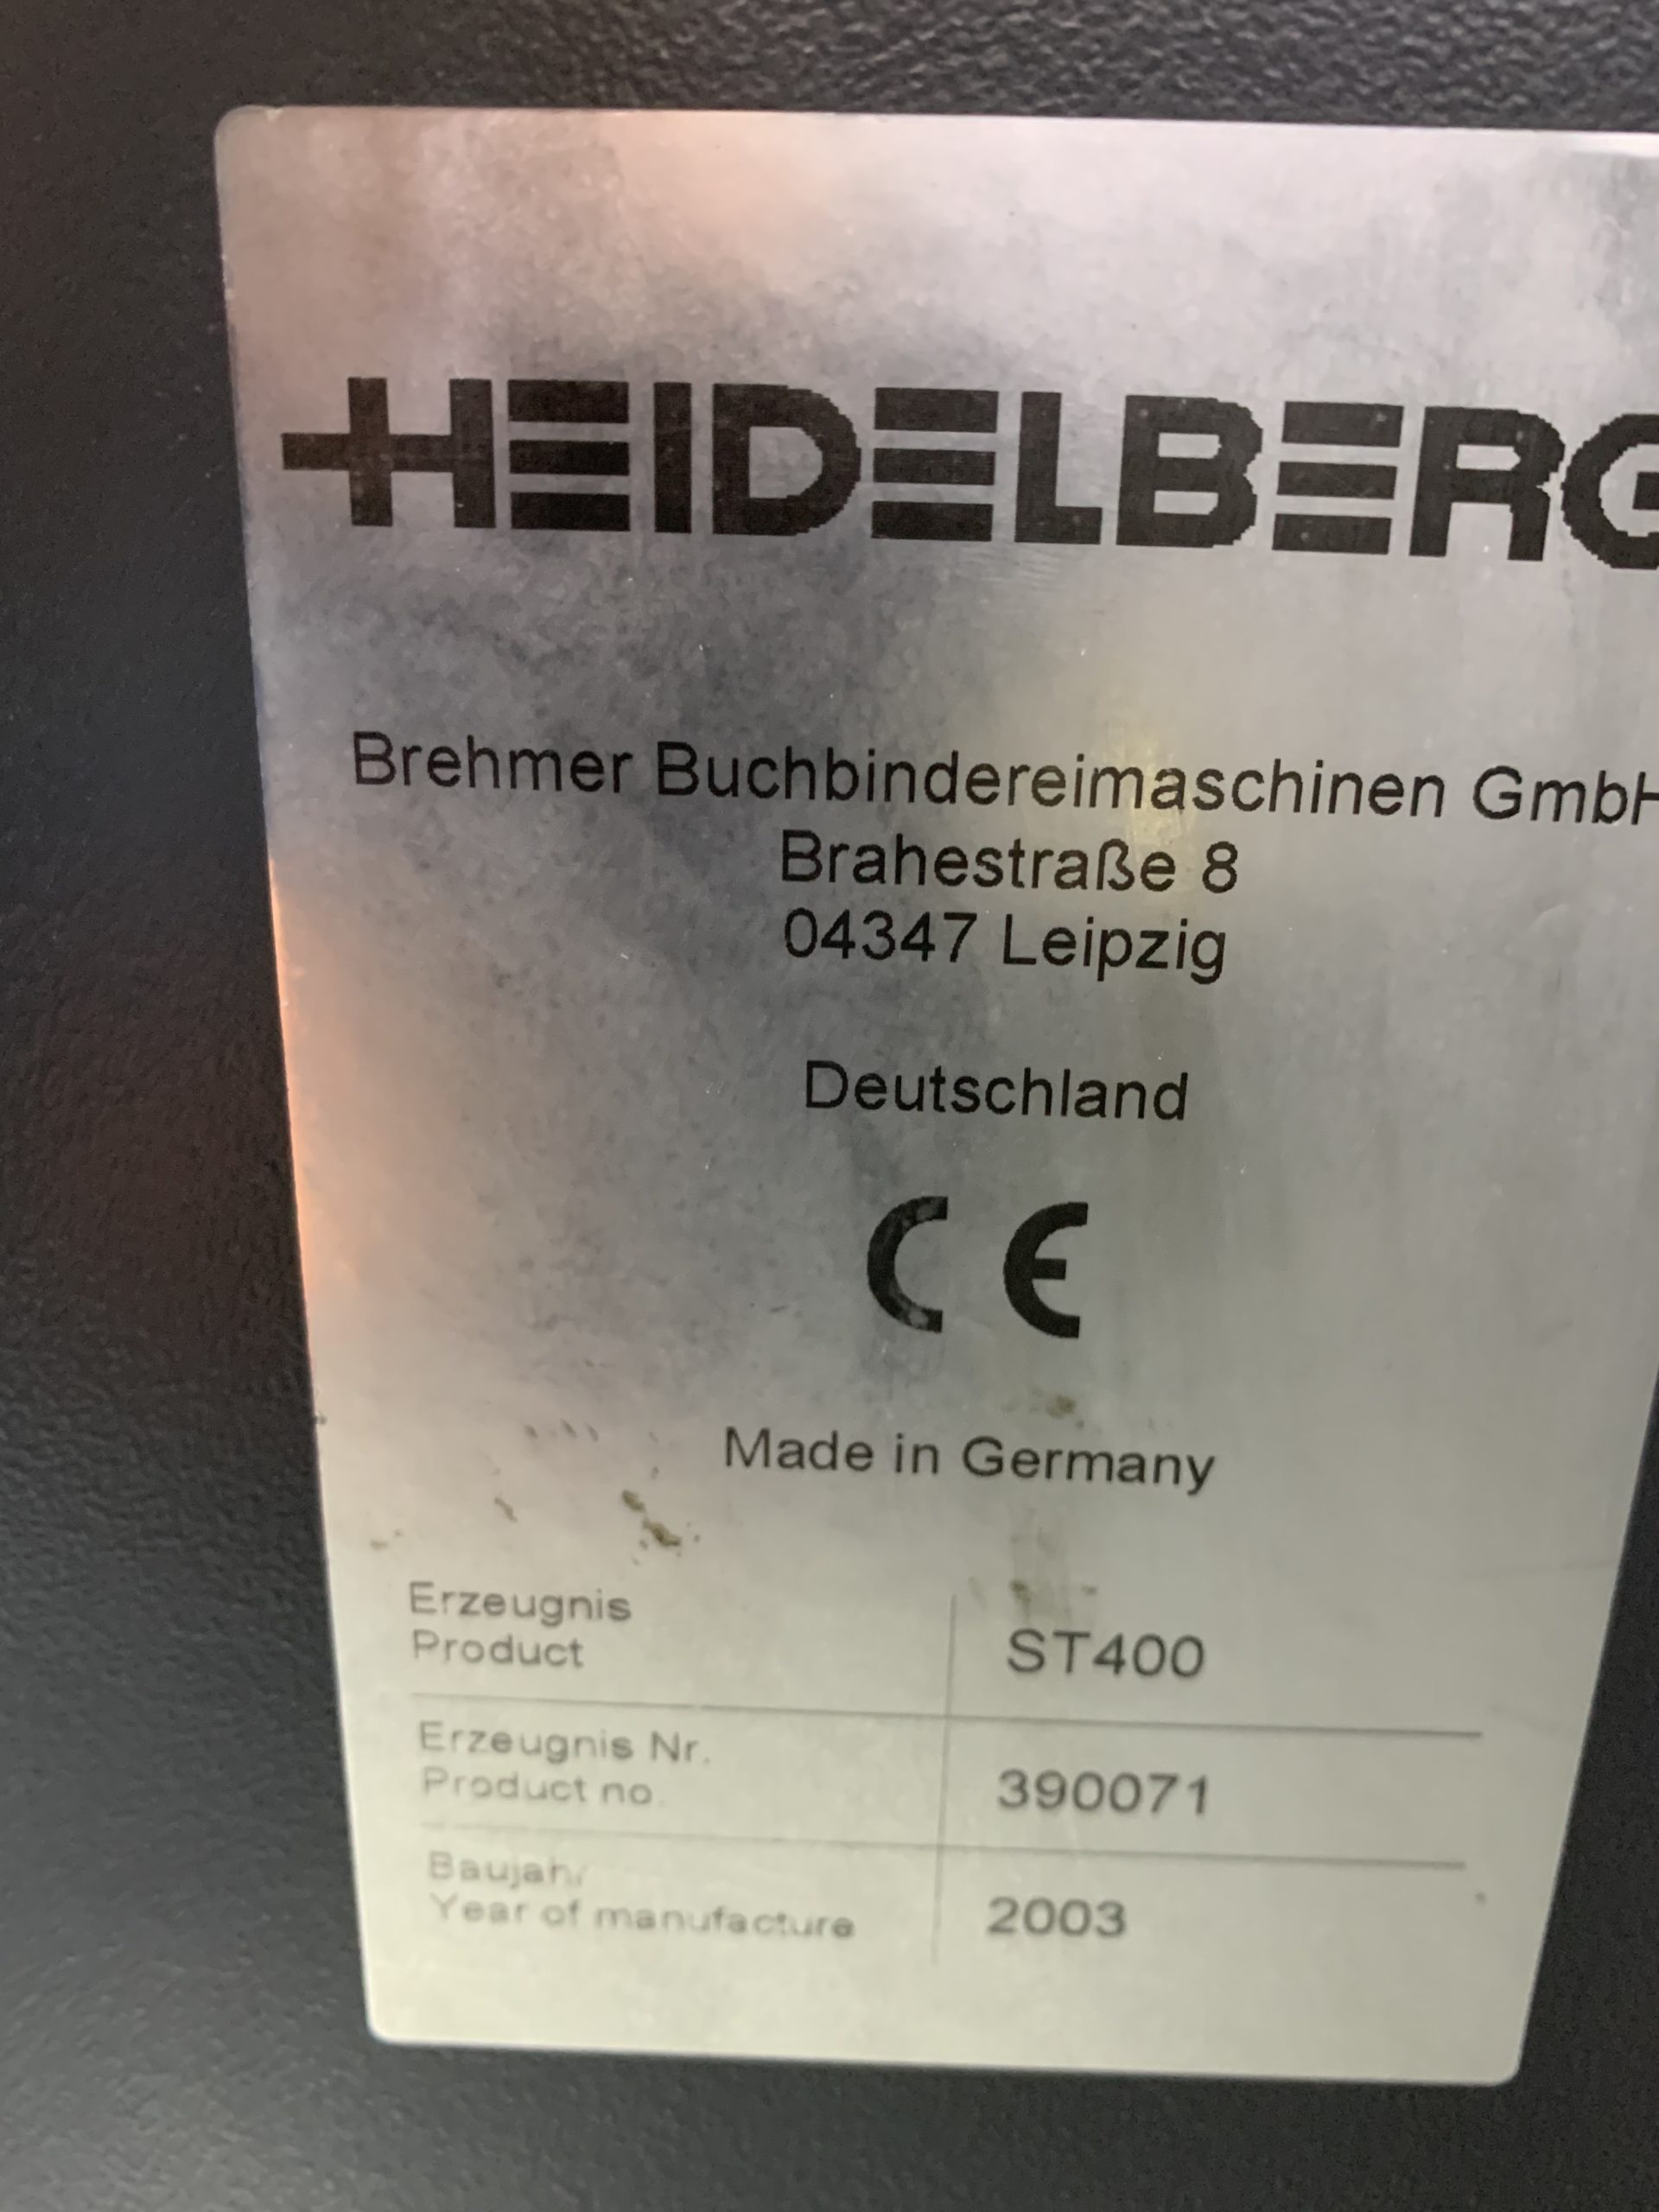 HEIDELBERG
Brehmer Buchbindereimaschinen GmbH
Brahestraße 8
04347 Leipzig
Deutschland
CE
Made in Germany
Erzeugnis
Product
ST400
Erzeugnis Nr.
Product no.
390071
Baujahr
Year of manufacture
2003